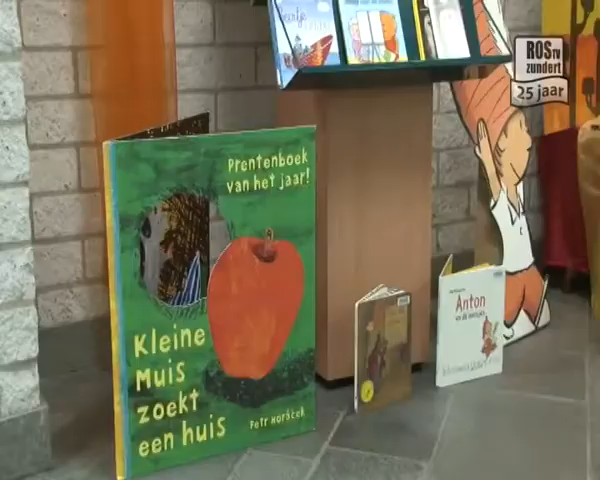 ROS TV
zundert
25 jaar
Prentenboek
van het jaar!
Kleine
Muis
zoekt
een huis
Petr Horáček
Anton